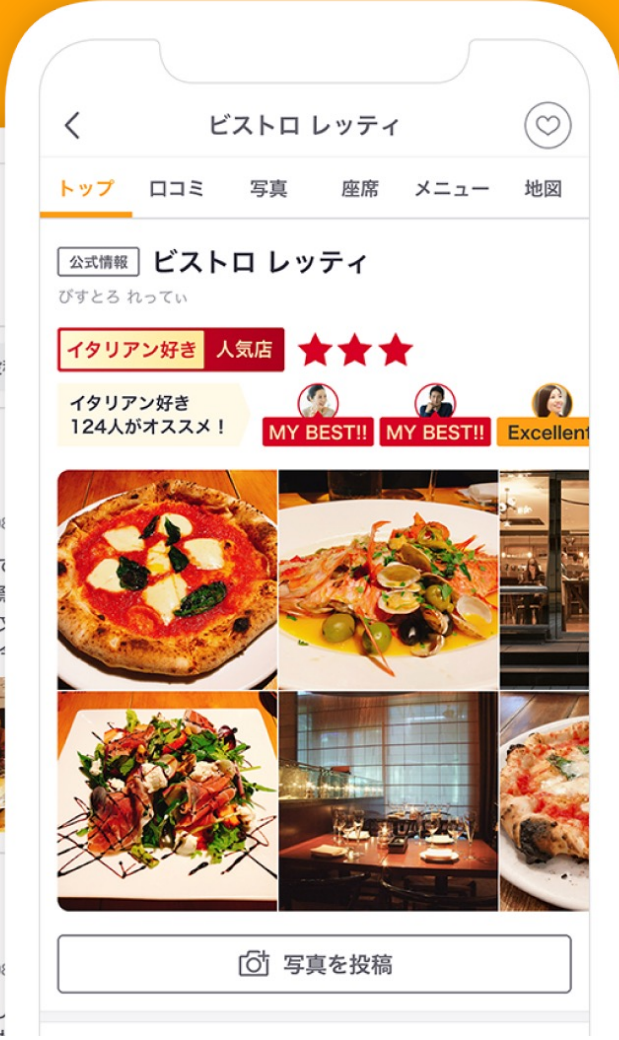 ビストロ レッティ
トップ 口コミ 写真 座席 メニュー 地図
公式情報 ビストロ レッティ
びすとろ れってぃ
イタリアン好き 人気店
イタリアン好き
124人がオススメ！
MY BEST!! MY BEST!! Excellent
写真を投稿